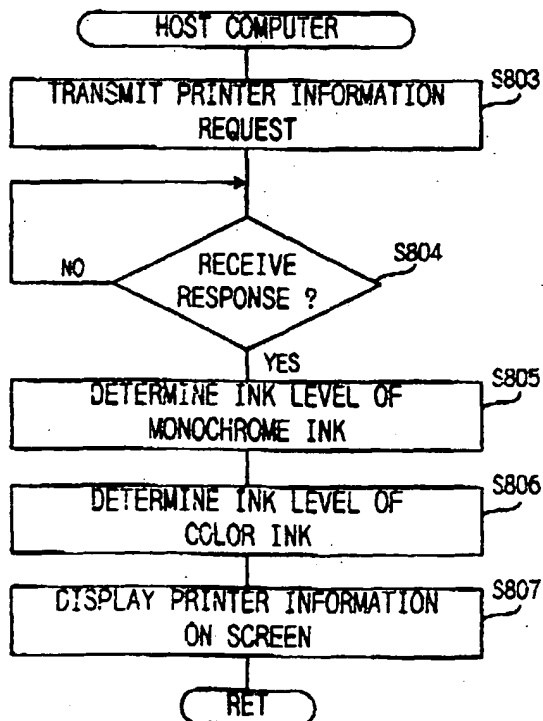 HOST COMPUTER
S803
TRANSMIT PRINTER INFORMATION
REQUEST
S804
NO
RECEIVE
RESPONSE ?
YES
S805
DETERMINE INK LEVEL OF
MONOCHROME INK
S806
DETERMINE INK LEVEL OF
COLOR INK
S807
DISPLAY PRINTER INFORMATION
ON SCREEN
RET